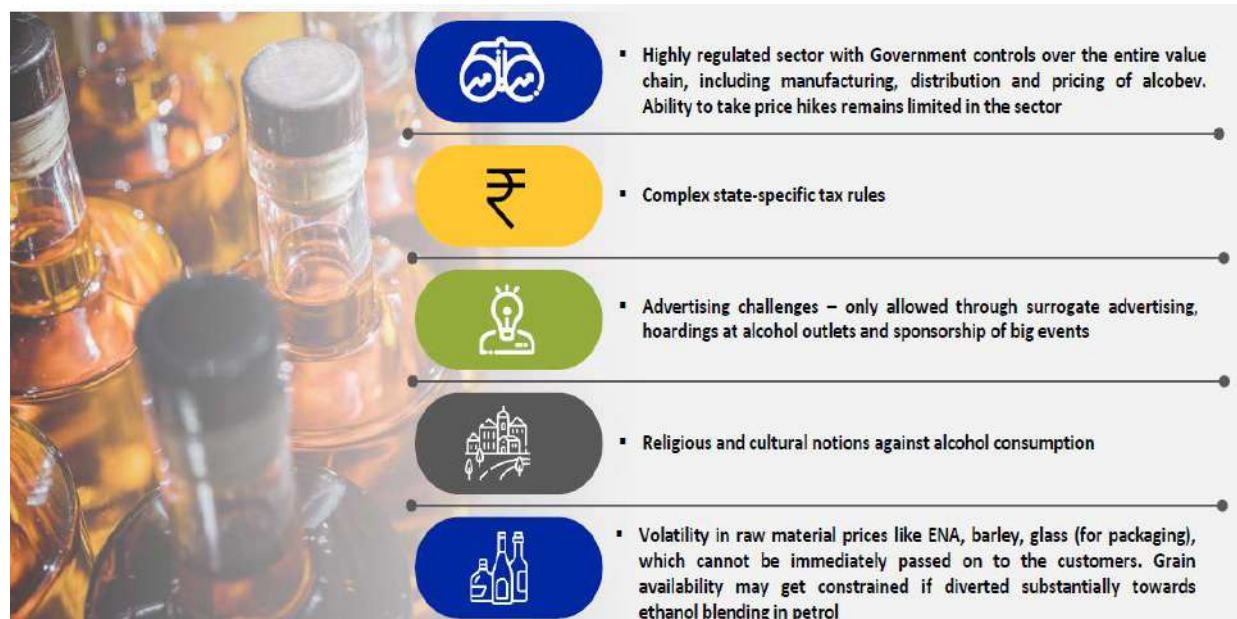 ▪ Highly regulated sector with Government controls over the entire value
chain, including manufacturing, distribution and pricing of alcobev.
Ability to take price hikes remains limited in the sector
₹
▪ Complex state-specific tax rules
▪ Advertising challenges – only allowed through surrogate advertising,
hoardings at alcohol outlets and sponsorship of big events
▪ Religious and cultural notions against alcohol consumption
▪ Volatility in raw material prices like ENA, barley, glass (for packaging),
which cannot be immediately passed on to the customers. Grain
availability may get constrained if diverted substantially towards
ethanol blending in petrol